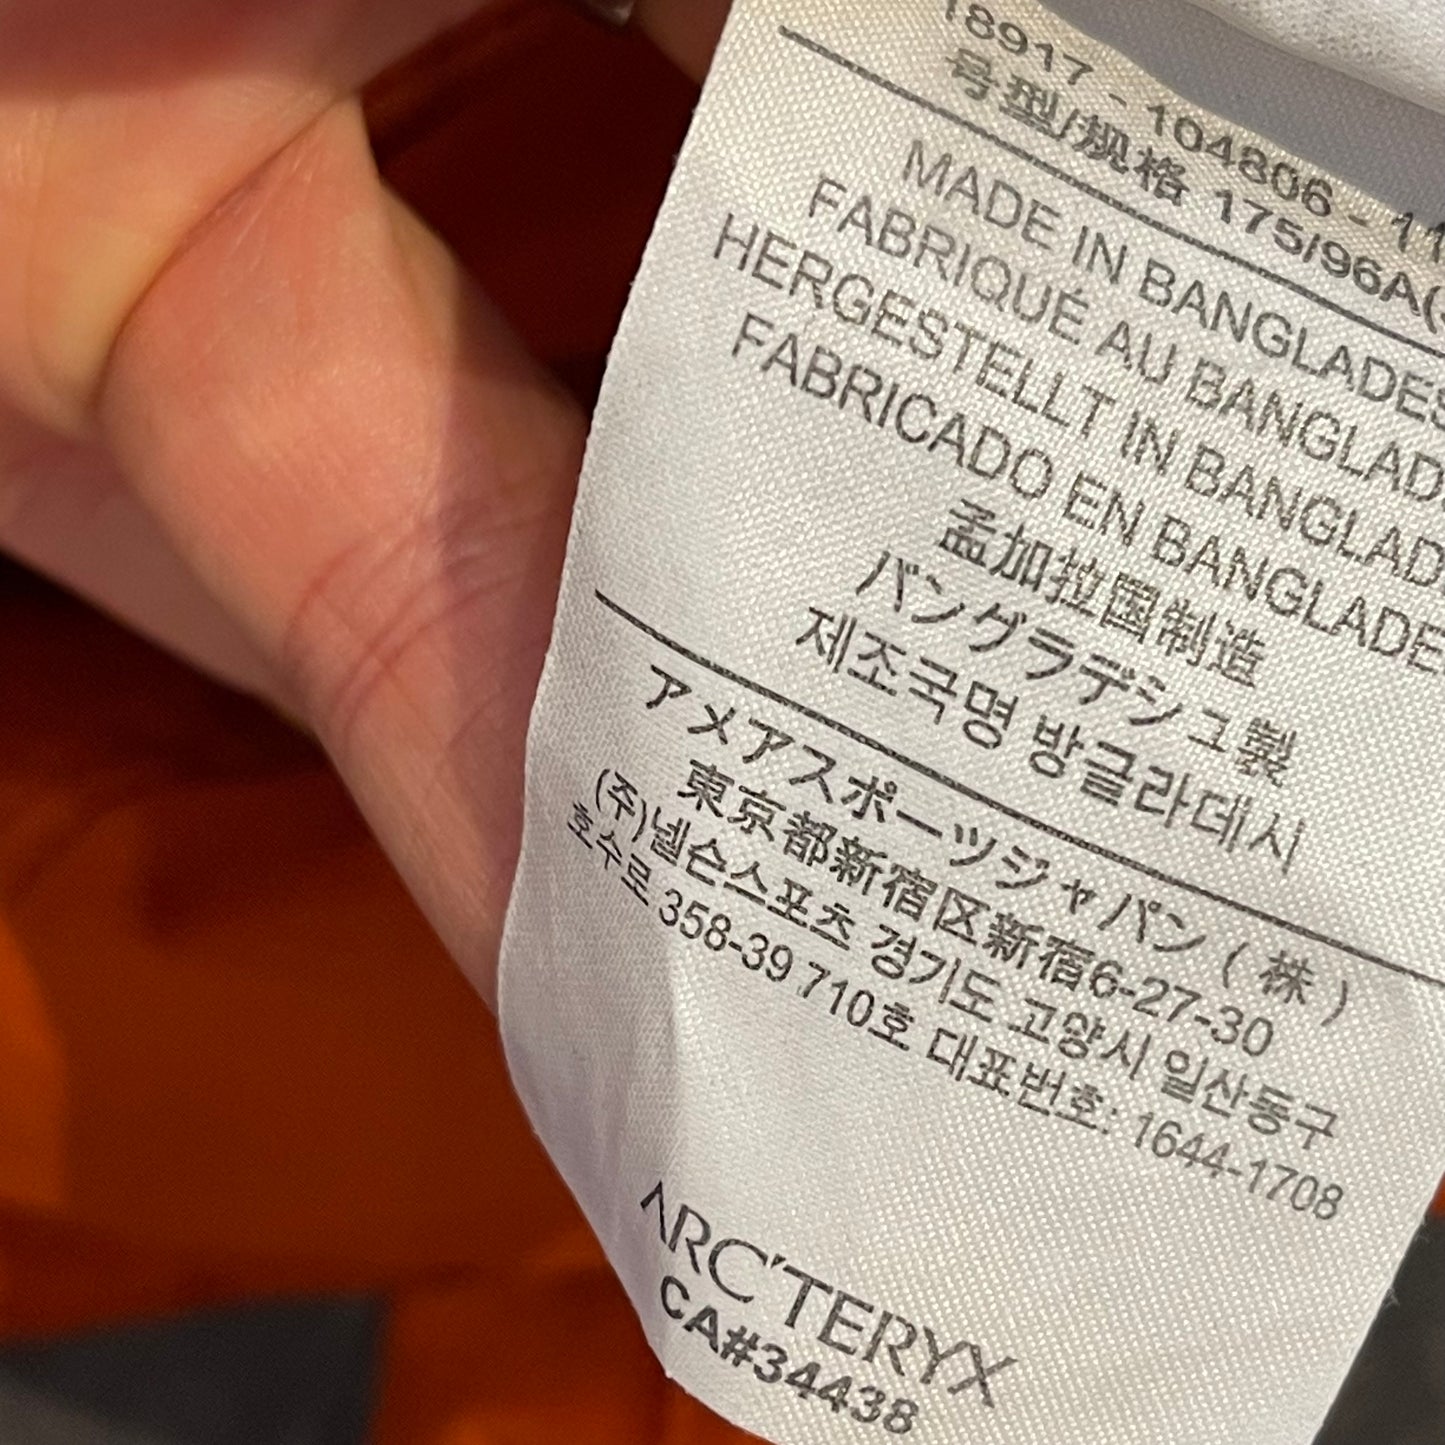 18917 - 104806 - 11
号型/规格 175/96A(
MADE IN BANGLADES
FABRIQUÉ AU BANGLAD
HERGESTELLT IN BANGLAD
FABRICADO EN BANGLADE
孟加拉国制造
バングラデシュ製
제조국명 방글라데시
アメアスポーツジャパン ( 株 )
東京都新宿区新宿6-27-30
(주)넬슨스포츠 경기도 고양시 일산동구
호수로 358-39 710호 대표번호: 1644-1708
ARC'TERYX
CA#34438